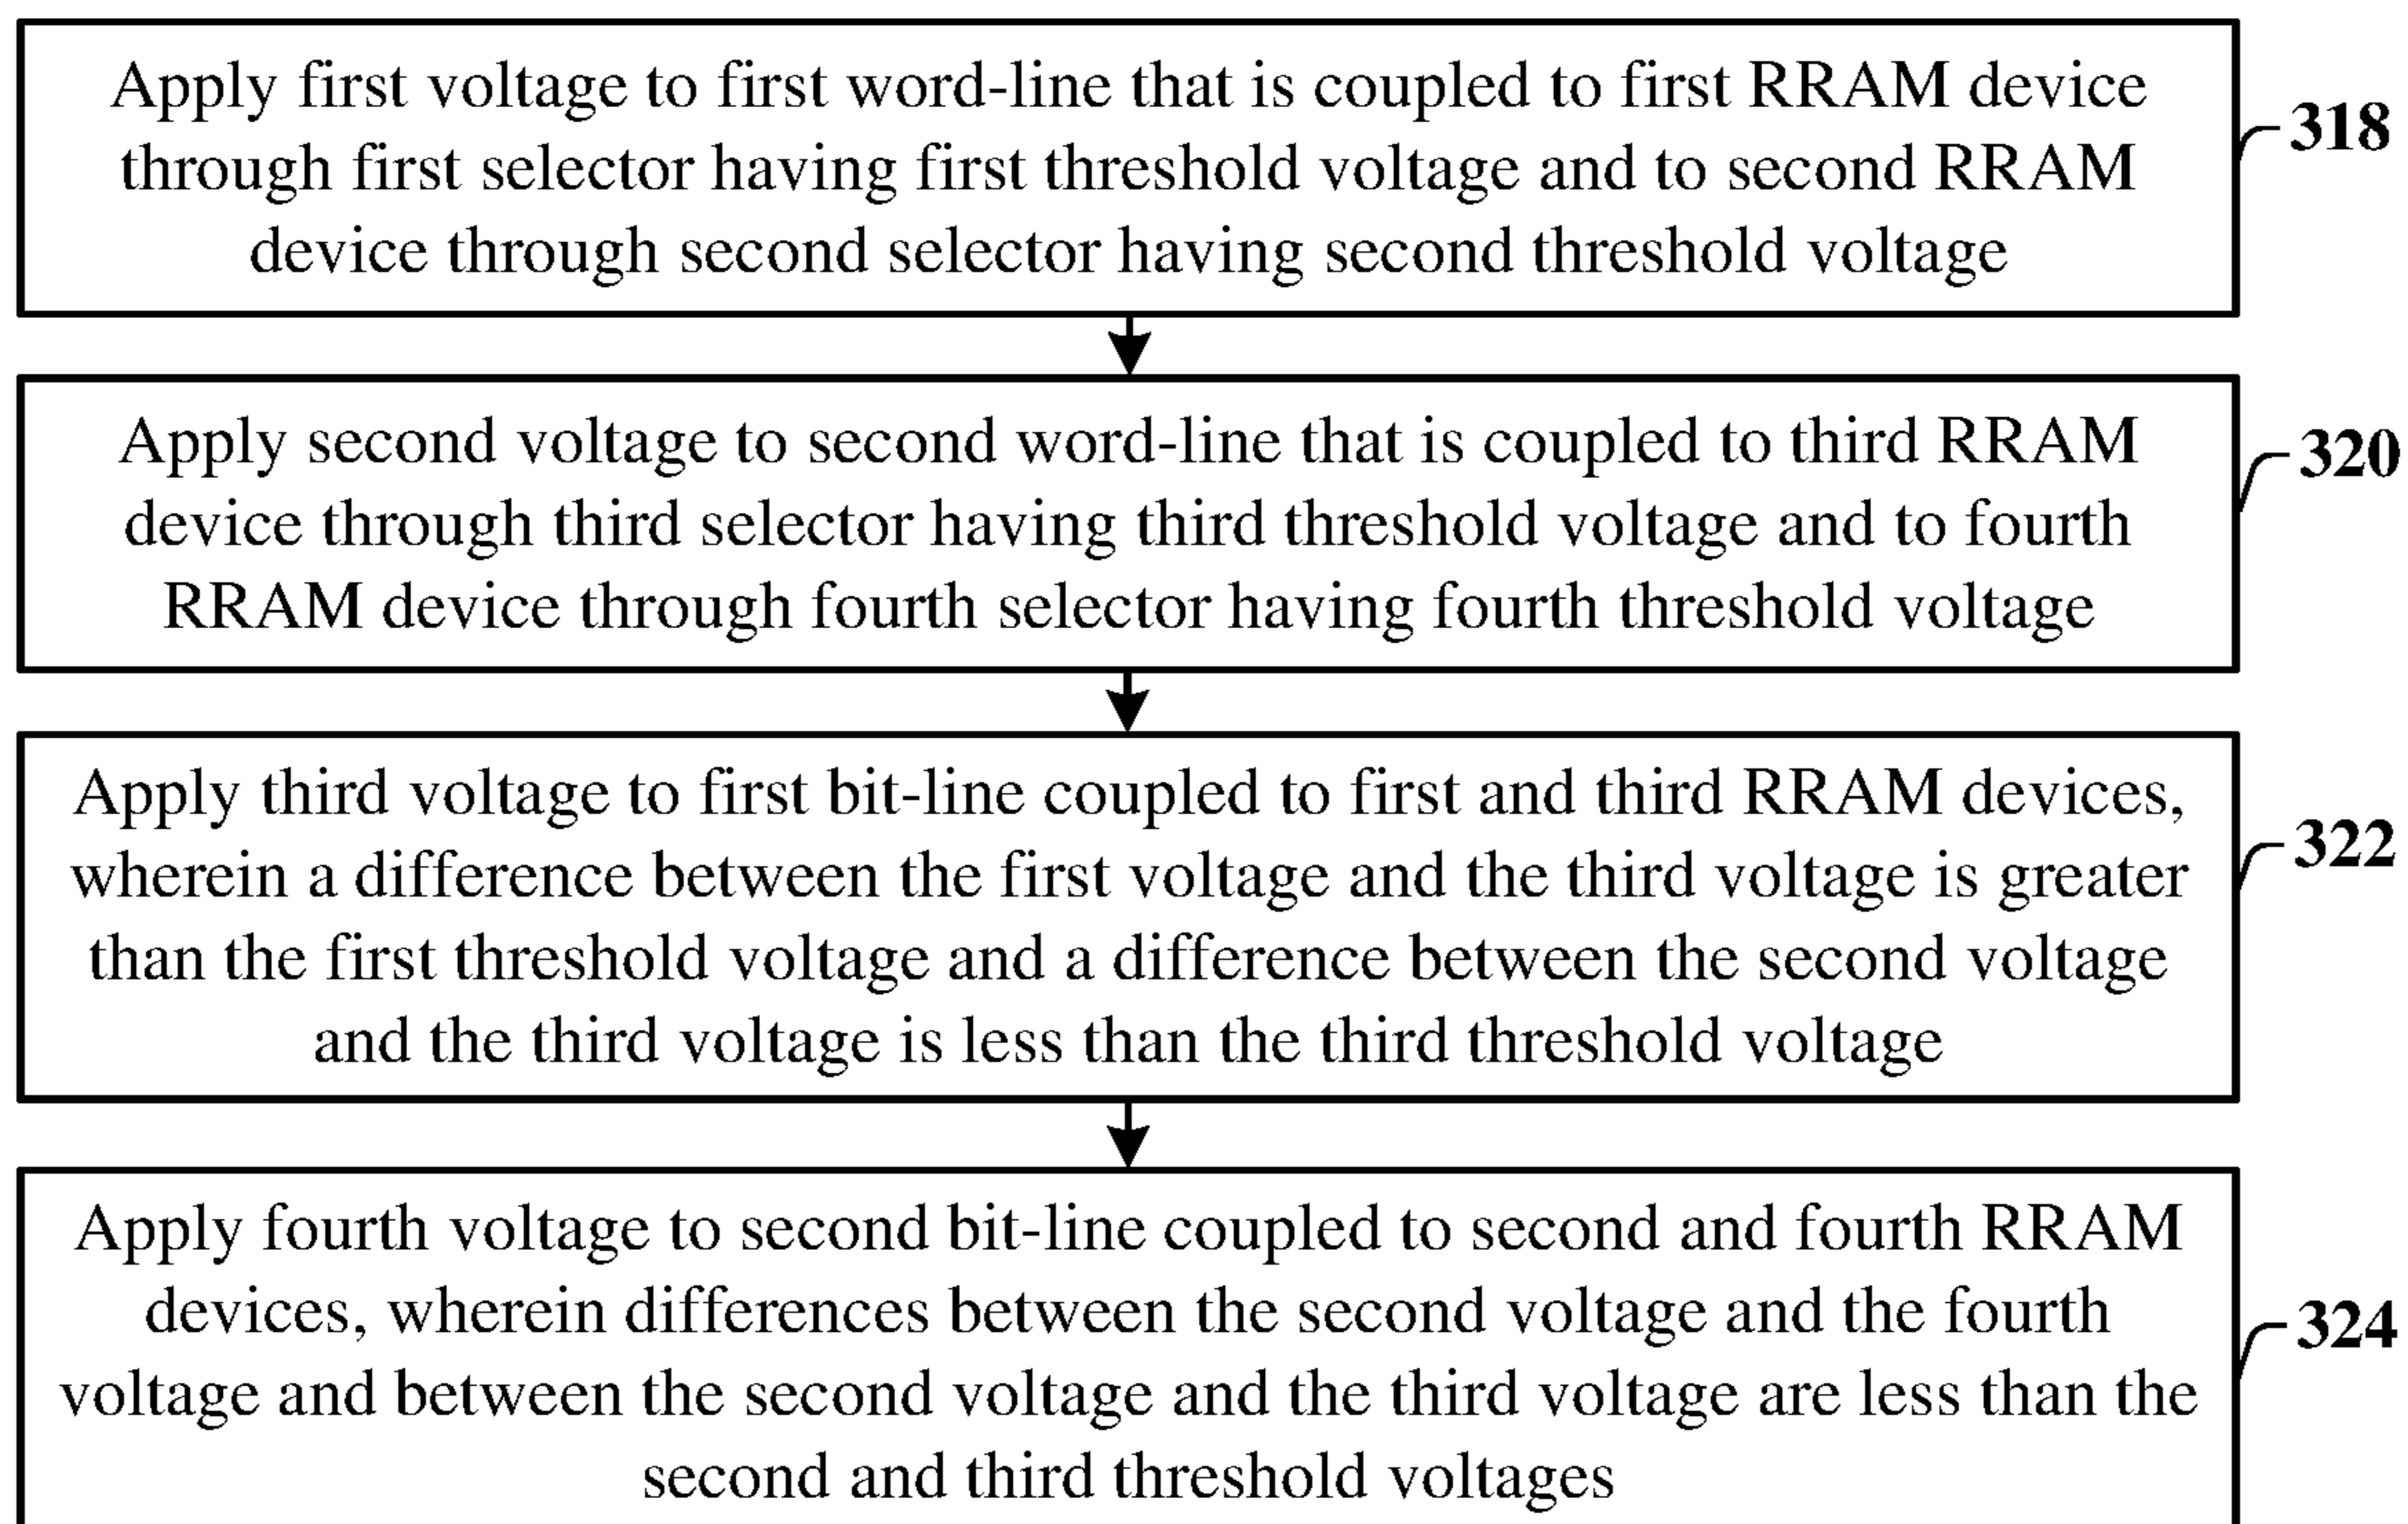 Apply first voltage to first word-line that is coupled to first RRAM device
through first selector having first threshold voltage and to second RRAM
device through second selector having second threshold voltage
318
Apply second voltage to second word-line that is coupled to third RRAM
device through third selector having third threshold voltage and to fourth
RRAM device through fourth selector having fourth threshold voltage
320
Apply third voltage to first bit-line coupled to first and third RRAM devices,
wherein a difference between the first voltage and the third voltage is greater
than the first threshold voltage and a difference between the second voltage
and the third voltage is less than the third threshold voltage
322
Apply fourth voltage to second bit-line coupled to second and fourth RRAM
devices, wherein differences between the second voltage and the fourth
voltage and between the second voltage and the third voltage are less than the
second and third threshold voltages
324